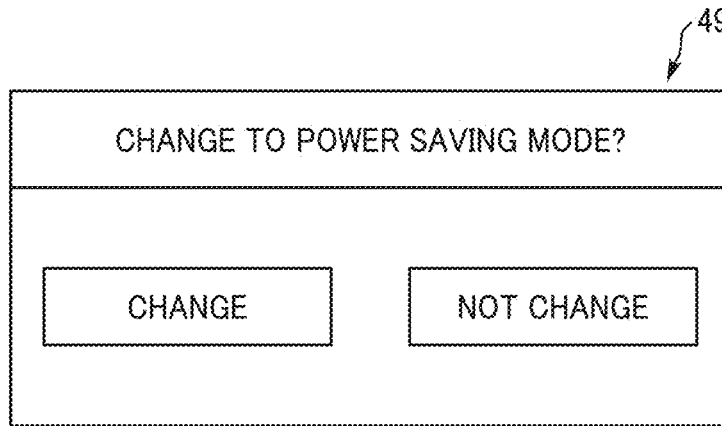 49
CHANGE TO POWER SAVING MODE?
CHANGE
NOT CHANGE